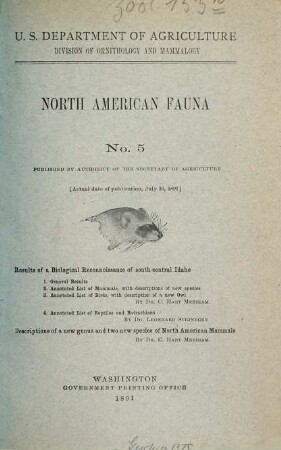 U. S. DEPARTMENT OF AGRICULTURE
DIVISION OF ORNITHOLOGY AND MAMMALOGY
NORTH AMERICAN FAUNA
No. 5
PUBLISHED BY AUTHORITY OF THE SECRETARY OF AGRICULTURE
[Actual date of publication, July 30, 1891]
Results of a Biological Reconnoissance of south-central Idaho
1. General Results
2. Annotated List of Mammals, with descriptions of new species
3. Annotated List of Birds, with description of a new Owl
BY DR. C. HART MERRIAM
4. Annotated List of Reptiles and Batrachians
BY DR. LEONHARD STEJNEGER
Descriptions of a new genus and two new species of North American Mammals
BY DR. C. HART MERRIAM
WASHINGTON
GOVERNMENT PRINTING OFFICE
1891